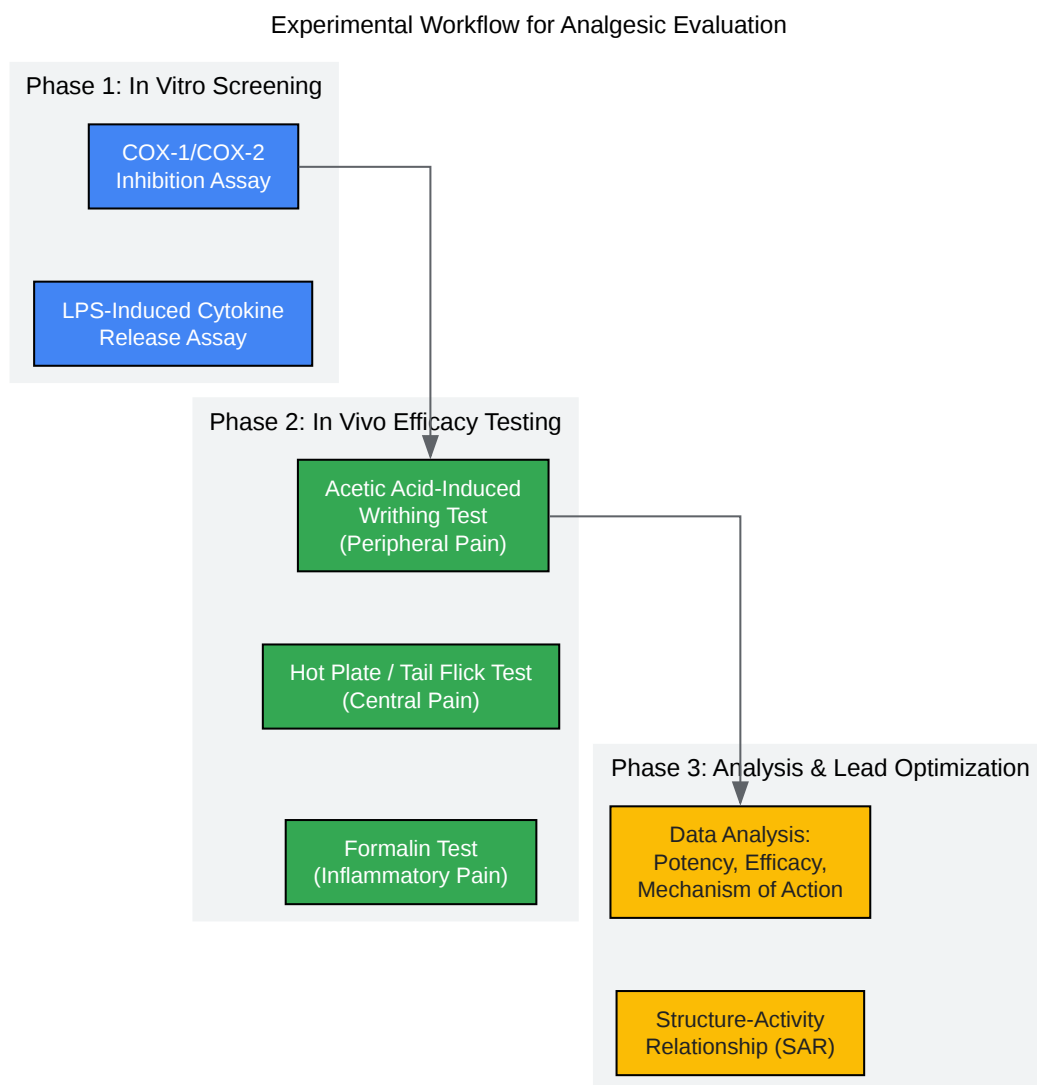 Experimental Workflow for Analgesic Evaluation
Phase 1: In Vitro Screening
COX-1/COX-2
Inhibition Assay
LPS-Induced Cytokine
Release Assay
Phase 2: In Vivo Efficacy Testing
Acetic Acid-Induced
Writhing Test
(Peripheral Pain)
Hot Plate / Tail Flick Test
(Central Pain)
Formalin Test
(Inflammatory Pain)
Phase 3: Analysis & Lead Optimization
Data Analysis:
Potency, Efficacy,
Mechanism of Action
Structure-Activity
Relationship (SAR)